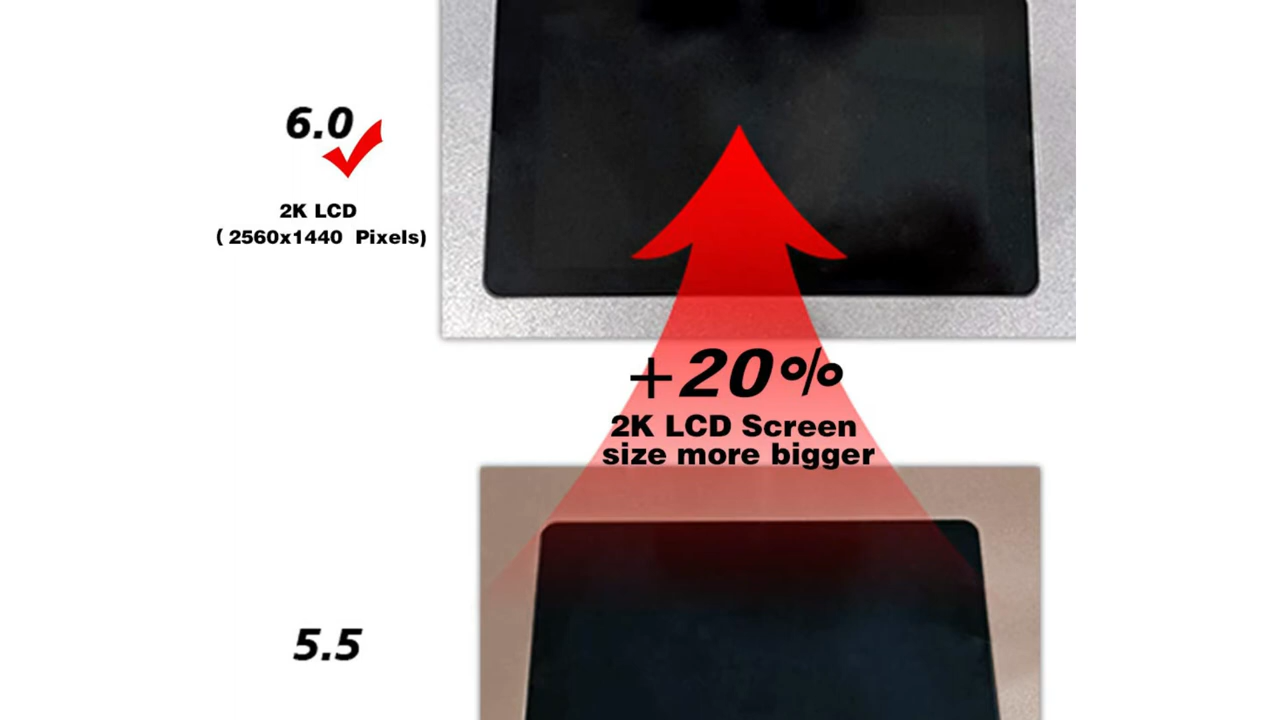 6.0
2K LCD
( 2560x1440 Pixels)
+20%
2K LCD Screen
size more bigger
5.5